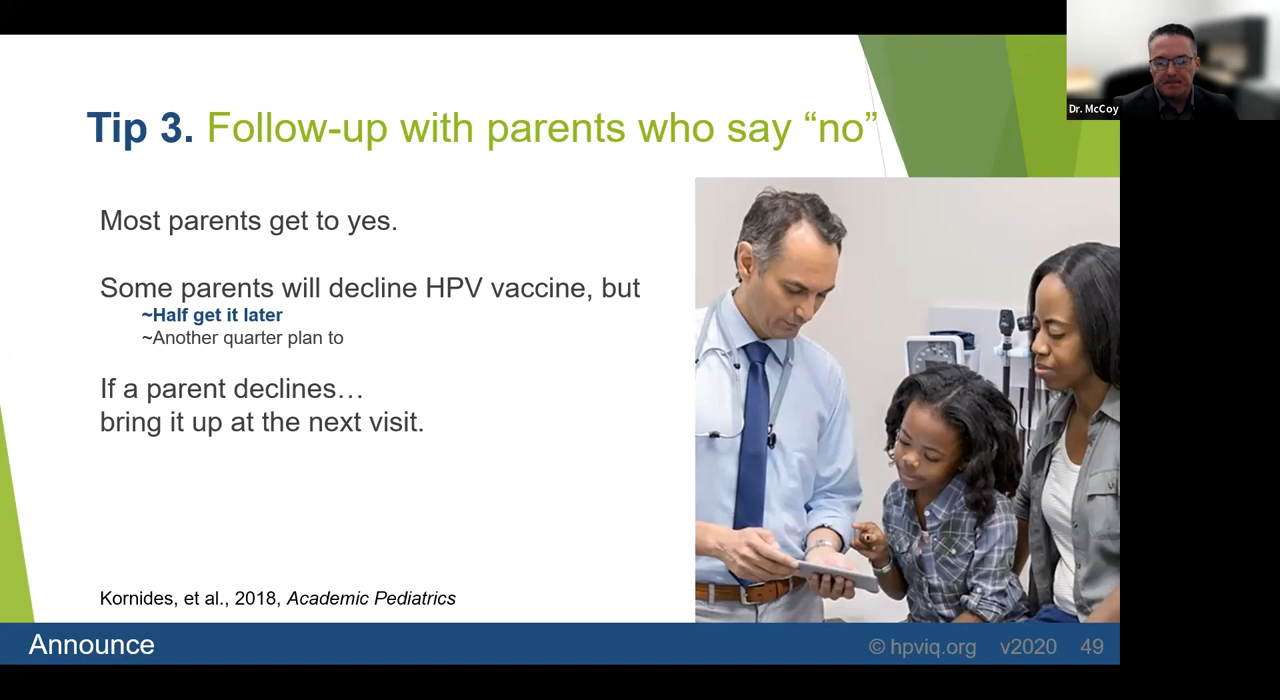 Dr. McCoy
Tip 3. Follow-up with parents who say “no”
Most parents get to yes.
Some parents will decline HPV vaccine, but
~Half get it later
~Another quarter plan to
If a parent declines…
bring it up at the next visit.
Kornides, et al., 2018, Academic Pediatrics
Announce
© hpviq.org v2020 49